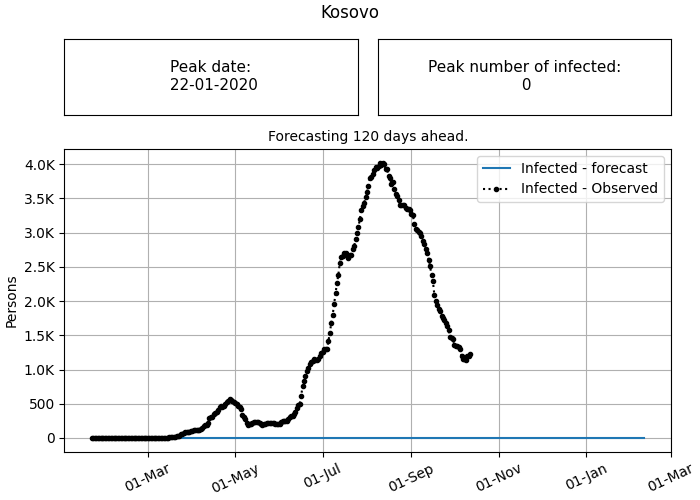 Kosovo
Peak date:
22-01-2020
Peak number of infected:
0
Forecasting 120 days ahead.
Infected - forecast
Infected - Observed
4.0K
3.5K
3.0K
2.5K
2.0K
1.5K
1.0K
500
0
Persons
01-Mar
01-May
01-Jul
01-Sep
01-Nov
01-Jan
01-Mar